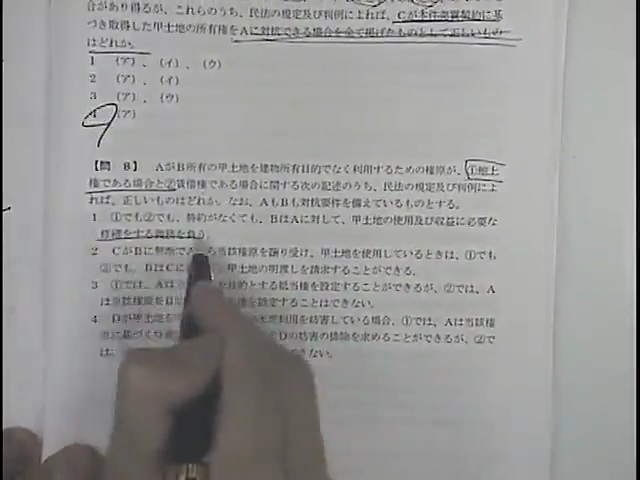 合があり得るが、これらのうち、民法の規定及び判例によれば、Cが本件売買契約に基
づき取得した甲土地の所有権をAに対抗できる場合を全て掲げたものとして正しいもの
はどれか。
1 (ア)、(イ)、(ウ)
2 (ア)、(イ)
3 (ア)、(ウ)
4 (ア)
【問 8】 AがB所有の甲土地を建物所有目的でなく利用するための権原が、①地上
権である場合と②賃借権である場合に関する次の記述のうち、民法の規定及び判例によ
れば、正しいものはどれか。なお、AもBも対抗要件を備えているものとする。
1 ①でも②でも、特約がなくても、BはAに対して、甲土地の使用及び収益に必要な
修繕をする義務を負う。
2 CがBに無断でA 当該権原を譲り受け、甲土地を使用しているときは、①でも
②でも、BはCに 甲土地の明渡しを請求することができる。
3 ①では、Aは を目的とする抵当権を設定することができるが、②では、A
は当該権原を目 権を設定することはできない。
4 Dが甲土地を 利用を妨害している場合、①では、Aは当該権
原に基づく Dの妨害の排除を求めることができるが、②で
は、 できない。